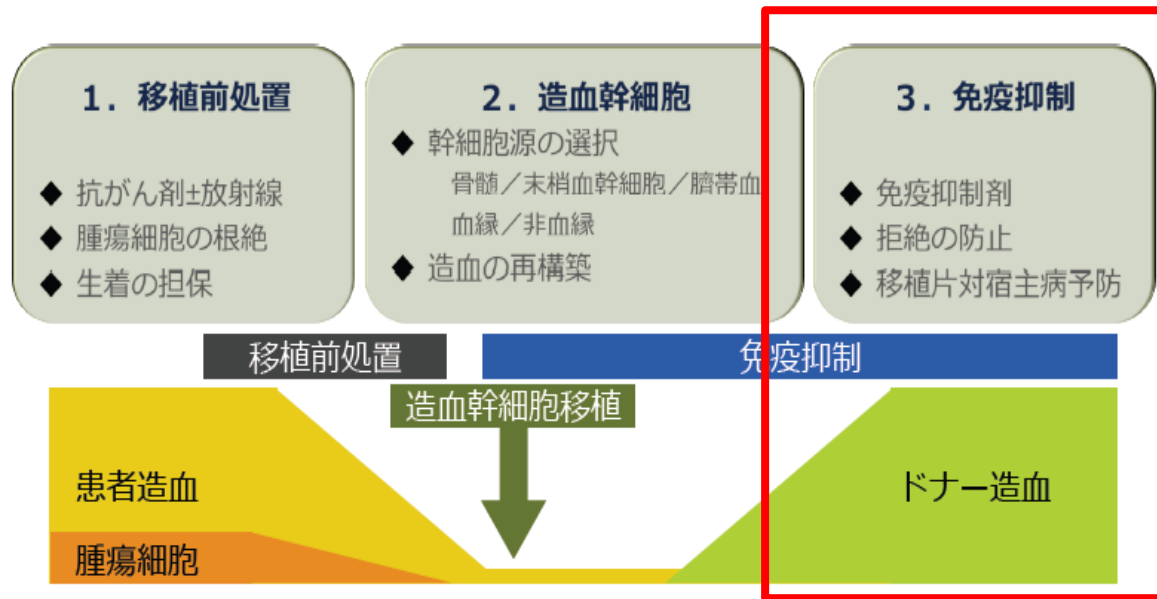 1．移植前処置
◆ 抗がん剤±放射線
◆ 腫瘍細胞の根絶
◆ 生着の担保
2．造血幹細胞
◆ 幹細胞源の選択
骨髄／末梢血幹細胞／臍帯血
血縁／非血縁
◆ 造血の再構築
3．免疫抑制
◆ 免疫抑制剤
◆ 拒絶の防止
◆ 移植片対宿主病予防
移植前処置
免疫抑制
造血幹細胞移植
患者造血
ドナー造血
腫瘍細胞